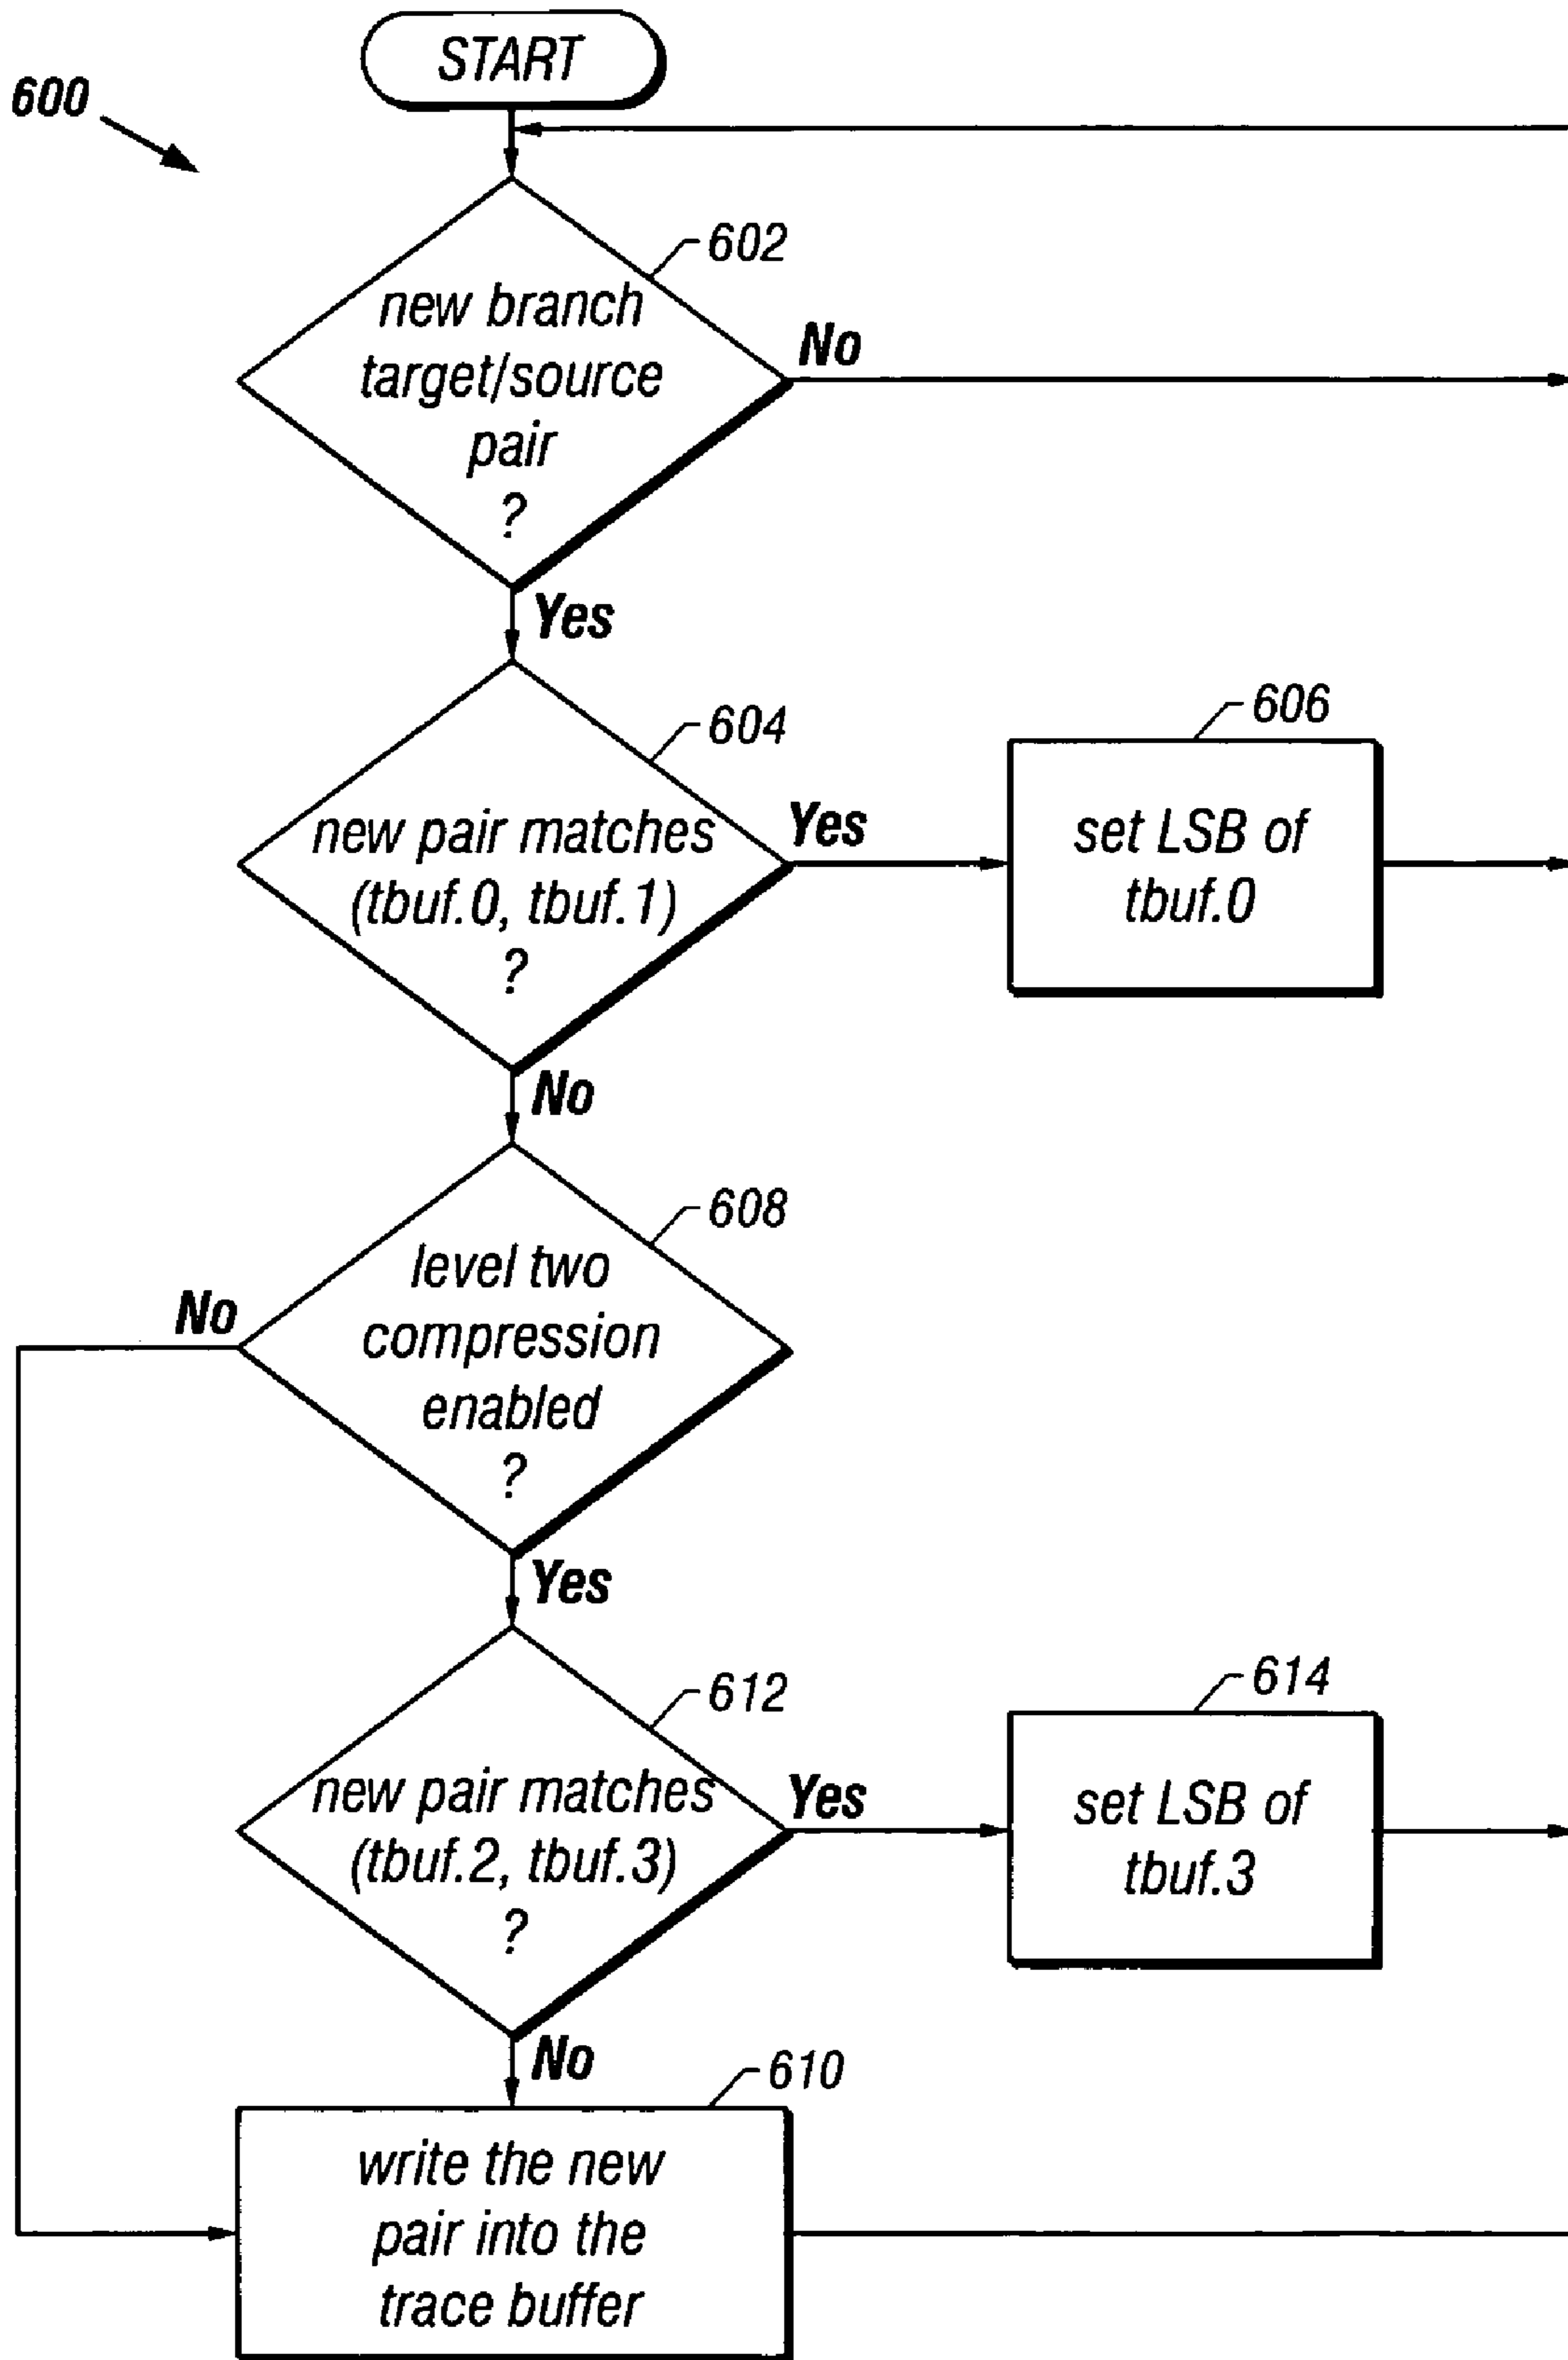 START
600
602
new branch
target/source
pair
?
No
Yes
604
new pair matches
(tbuf.0, tbuf.1)
?
Yes
606
set LSB of
tbuf.0
No
608
level two
compression
enabled
?
No
Yes
612
new pair matches
(tbuf.2, tbuf.3)
?
Yes
614
set LSB of
tbuf.3
No
610
write the new
pair into the
trace buffer